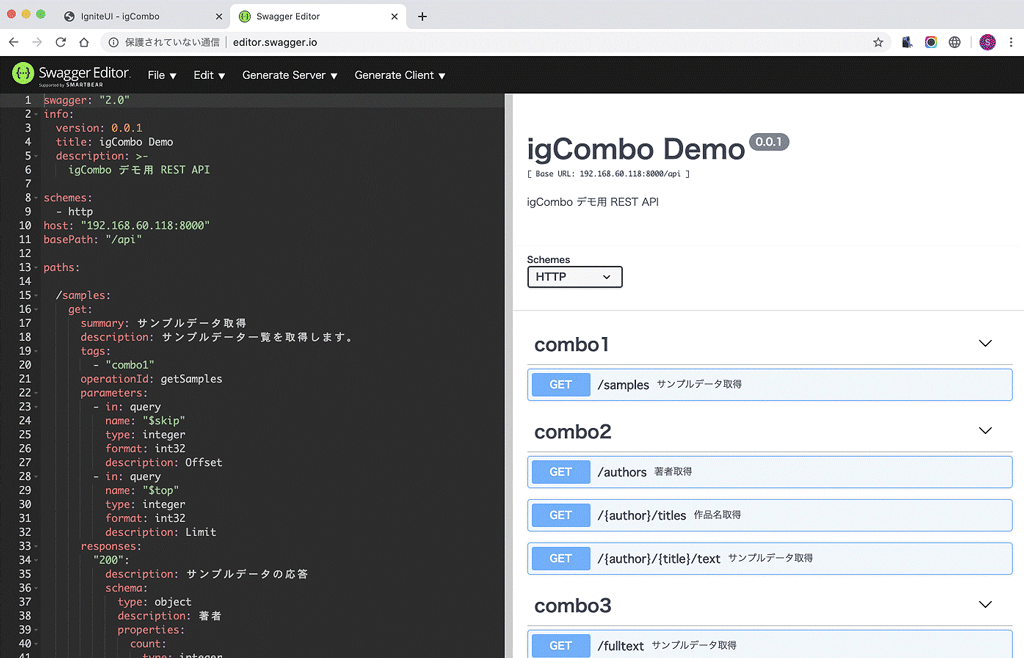 IgniteUI - igCombo
Swagger Editor
保護されていない通信
editor.swagger.io
Swagger Editor.
Supported by SMARTBEAR
File ▼
Edit ▼
Generate Server ▼
Generate Client ▼
1 swagger: "2.0"
2 info:
3 version: 0.0.1
4 title: igCombo Demo
5 description: >-
6 igCombo デモ用 REST API
7
8 schemes:
9 - http
10 host: "192.168.60.118:8000"
11 basePath: "/api"
12
13 paths:
14
15 /samples:
16 get:
17 summary: サンプルデータ取得
18 description: サンプルデータ一覧を取得します。
19 tags:
20 - "combo1"
21 operationId: getSamples
22 parameters:
23 - in: query
24 name: "$skip"
25 type: integer
26 format: int32
27 description: Offset
28 - in: query
29 name: "$top"
30 type: integer
31 format: int32
32 description: Limit
33 responses:
34 "200":
35 description: サンプルデータの応答
36 schema:
37 type: object
38 description: 著者
39 properties:
40 count:
41 type: integer
igCombo Demo 0.0.1
[ Base URL: 192.168.60.118:8000/api ]
igCombo デモ用 REST API
Schemes
HTTP
combo1
GET /samples サンプルデータ取得
combo2
GET /authors 著者取得
GET /{author}/titles 作品名取得
GET /{author}/{title}/text サンプルデータ取得
combo3
GET /fulltext サンプルデータ取得